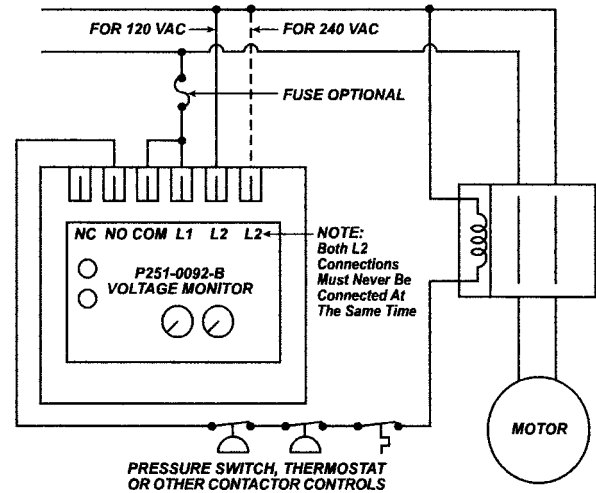 FOR 120 VAC
FOR 240 VAC
FUSE OPTIONAL
NC NO COM L1 L2 L2
NOTE:
Both L2
Connections
Must Never Be
Connected At
The Same Time
P251-0092-B
VOLTAGE MONITOR
MOTOR
PRESSURE SWITCH, THERMOSTAT
OR OTHER CONTACTOR CONTROLS